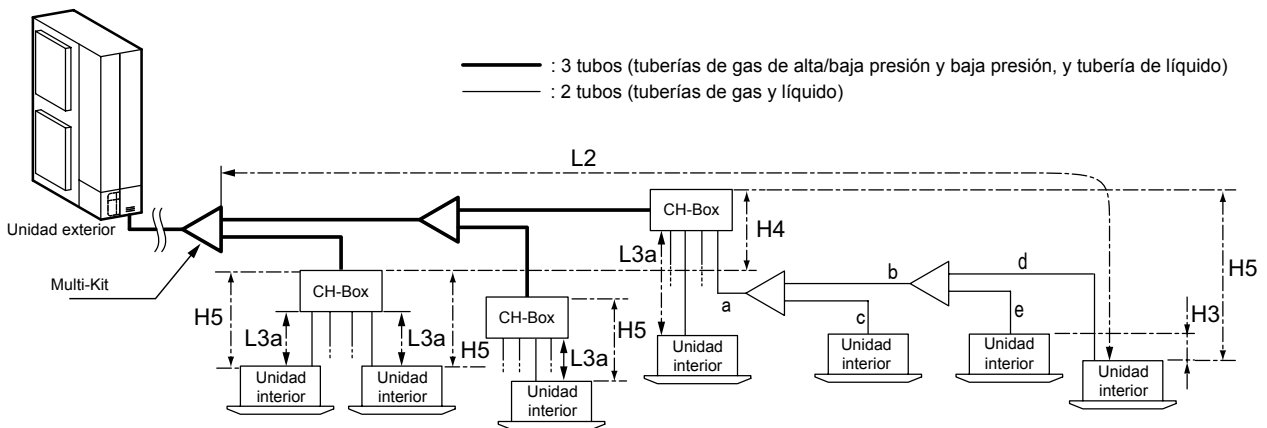 : 3 tubos (tuberías de gas de alta/baja presión y baja presión, y tubería de líquido)
: 2 tubos (tuberías de gas y líquido)
L2
Unidad exterior
Multi-Kit
CH-Box
H4
L3a
H5
b
d
a
c
e
H3
CH-Box
H5
L3a
L3a
H5
CH-Box
L3a
H5
Unidad
interior
Unidad
interior
Unidad
interior
Unidad
interior
Unidad
interior
Unidad
interior
Unidad
interior